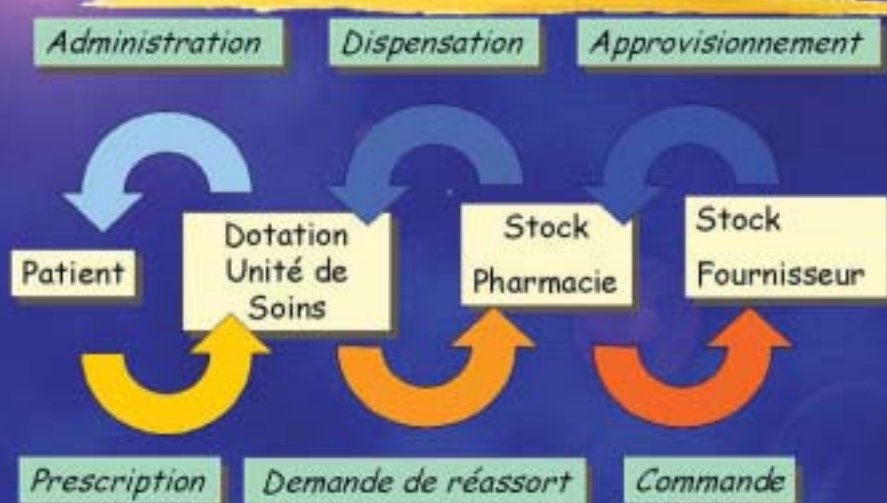 Administration
Dispensation
Approvisionnement
Patient
Dotation
Unité de
Soins
Stock
Pharmacie
Stock
Fournisseur
Prescription
Demande de réassort
Commande